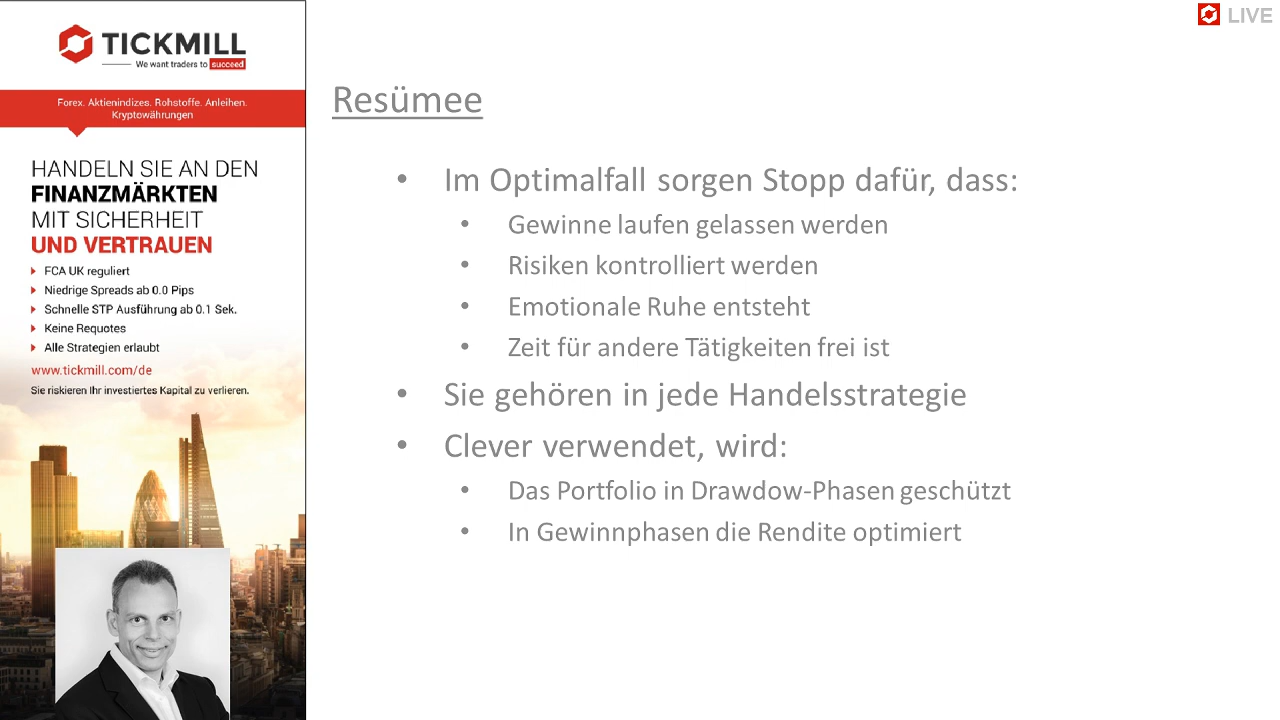 TICKMILL
We want traders to succeed
Forex. Aktienindizes. Rohstoffe. Anleihen.
Kryptowährungen
HANDELN SIE AN DEN
FINANZMÄRKTEN
MIT SICHERHEIT
UND VERTRAUEN
FCA UK reguliert
Niedrige Spreads ab 0.0 Pips
Schnelle STP Ausführung ab 0.1 Sek.
Keine Requotes
Alle Strategien erlaubt
www.tickmill.com/de
Sie riskieren Ihr investiertes Kapital zu verlieren.
LIVE
Resümee
• Im Optimalfall sorgen Stopp dafür, dass:
• Gewinne laufen gelassen werden
• Risiken kontrolliert werden
• Emotionale Ruhe entsteht
• Zeit für andere Tätigkeiten frei ist
• Sie gehören in jede Handelsstrategie
• Clever verwendet, wird:
• Das Portfolio in Drawdow-Phasen geschützt
• In Gewinnphasen die Rendite optimiert